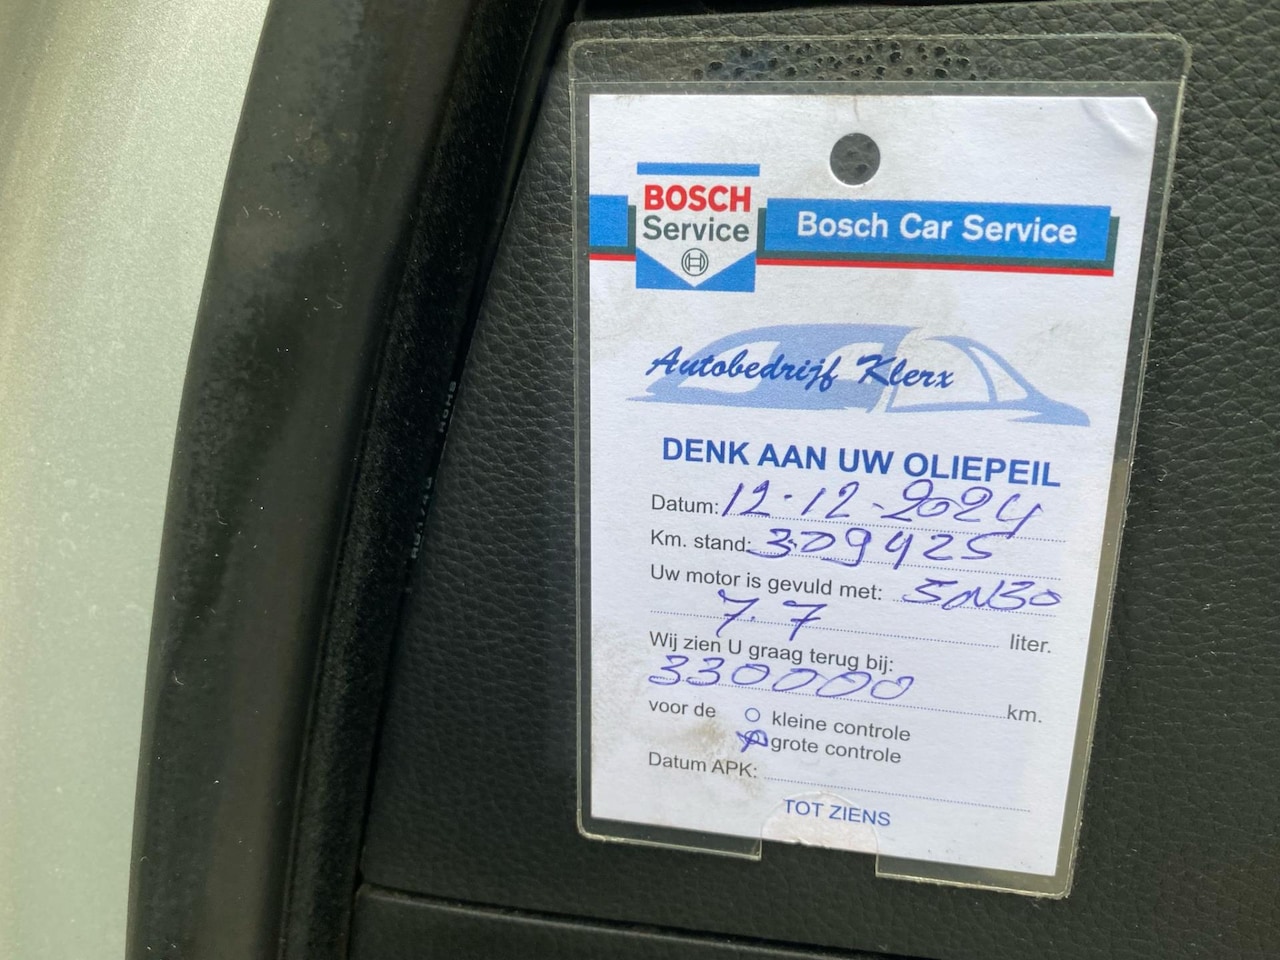 BOSCH
Service
Bosch Car Service
Autobedrijf Klerx
DENK AAN UW OLIEPEIL
Datum: 12-12-2024
Km. stand: 309425
Uw motor is gevuld met: 5W30
7.7 liter.
Wij zien U graag terug bij:
330000 km.
voor de kleine controle
grote controle
Datum APK:
TOT ZIENS